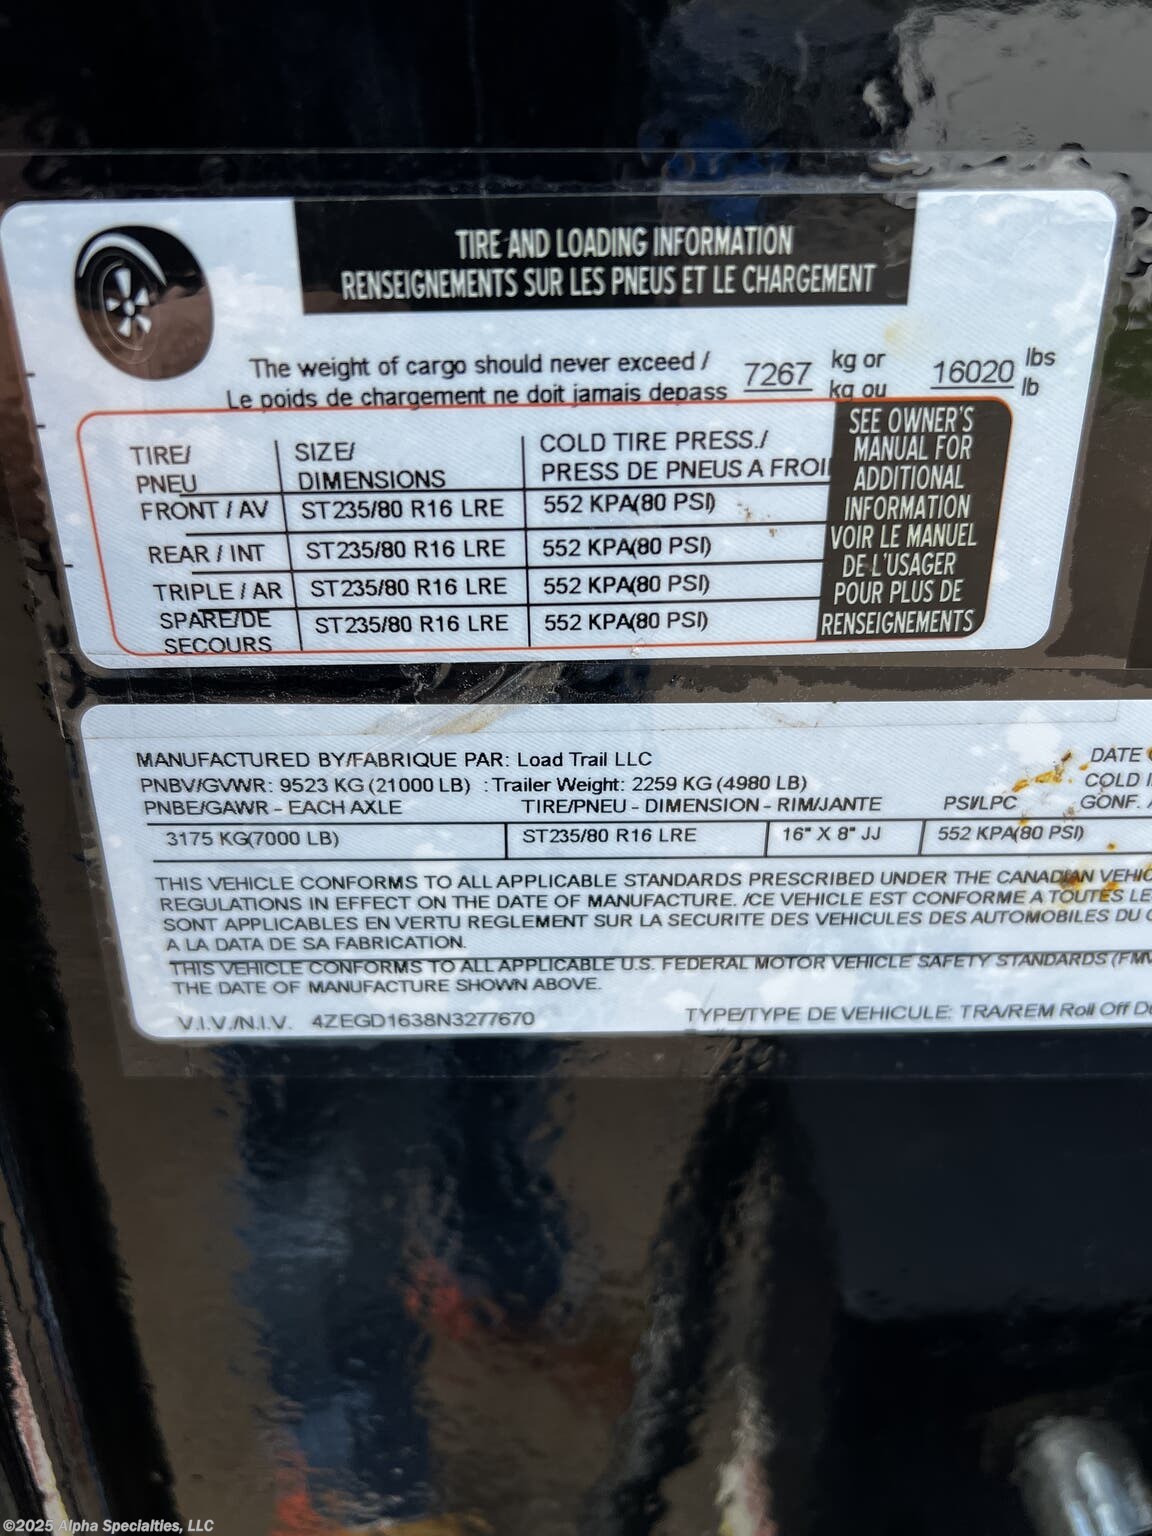 TIRE AND LOADING INFORMATION
RENSEIGNEMENTS SUR LES PNEUS ET LE CHARGEMENT
The weight of cargo should never exceed / 7267 kg or 16020 lbs
Le poids de chargement ne doit jamais depass kg ou lb
TIRE/ PNEU SIZE/ DIMENSIONS COLD TIRE PRESS./ PRESS DE PNEUS A FROI
FRONT / AV ST235/80 R16 LRE 552 KPA(80 PSI)
REAR / INT ST235/80 R16 LRE 552 KPA(80 PSI)
TRIPLE / AR ST235/80 R16 LRE 552 KPA(80 PSI)
SPARE/DE SECOURS ST235/80 R16 LRE 552 KPA(80 PSI)
SEE OWNER'S
MANUAL FOR
ADDITIONAL
INFORMATION
VOIR LE MANUEL
DE L'USAGER
POUR PLUS DE
RENSEIGNEMENTS
MANUFACTURED BY/FABRIQUE PAR: Load Trail LLC DATE
PNBV/GVWR: 9523 KG (21000 LB) : Trailer Weight: 2259 KG (4980 LB) COLD
PNBE/GAWR - EACH AXLE TIRE/PNEU - DIMENSION - RIM/JANTE PSI/LPC GONF.
3175 KG(7000 LB) ST235/80 R16 LRE 16" X 8" JJ 552 KPA(80 PSI)
THIS VEHICLE CONFORMS TO ALL APPLICABLE STANDARDS PRESCRIBED UNDER THE CANADIAN VEHIC
REGULATIONS IN EFFECT ON THE DATE OF MANUFACTURE. /CE VEHICLE EST CONFORME A TOUTES LE
SONT APPLICABLES EN VERTU REGLEMENT SUR LA SECURITE DES VEHICULES DES AUTOMOBILES DU
A LA DATA DE SA FABRICATION.
THIS VEHICLE CONFORMS TO ALL APPLICABLE U.S. FEDERAL MOTOR VEHICLE SAFETY STANDARDS (FMV
THE DATE OF MANUFACTURE SHOWN ABOVE.
V.I.V./N.I.V. 4ZEGD1638N3277670 TYPE/TYPE DE VEHICULE: TRA/REM Roll Off
©2025 Alpha Specialties, LLC